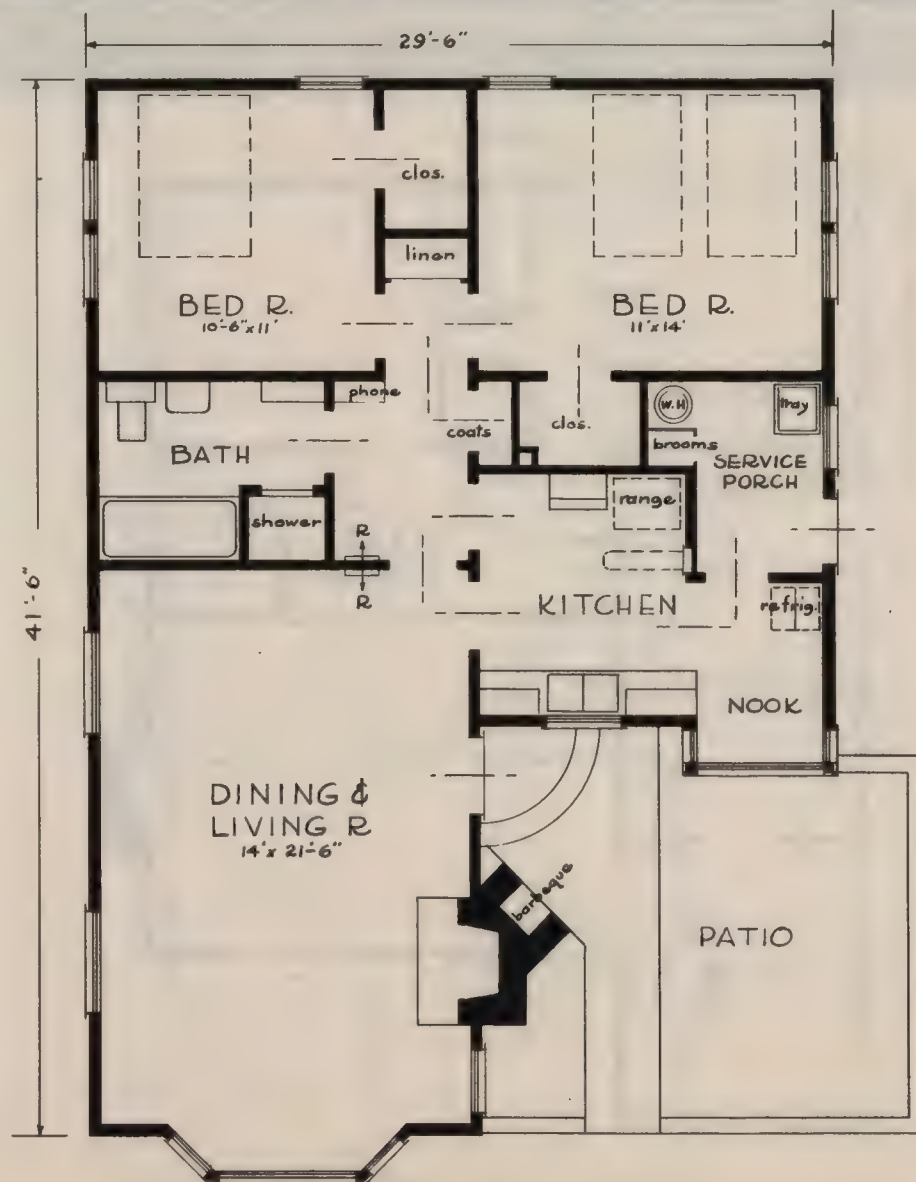 29'-6"
clos.
linen
BED R.
10'-6"x11'
BED R.
11'x14'
41'-6"
phone
W.H
tray
coats
clos.
brooms
BATH
SERVICE
PORCH
range
shower
R
R
KITCHEN
refrig.
NOOK
DINING &
LIVING R
14'x 21'-6"
barbeque
PATIO